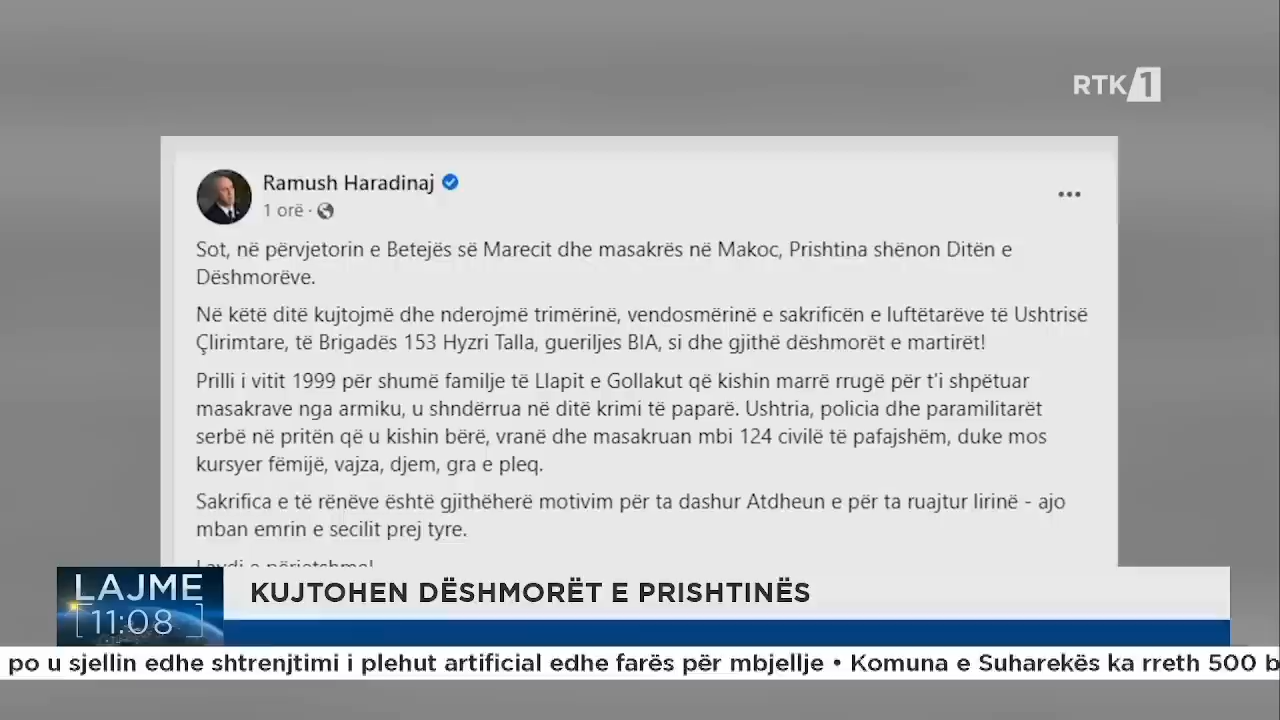 RTK 1
Ramush Haradinaj
1 orë ·
Sot, në përvjetorin e Betejës së Marecit dhe masakrës në Makoc, Prishtina shënon Ditën e
Dëshmorëve.
Në këtë ditë kujtojmë dhe nderojmë trimërinë, vendosmërinë e sakrificën e luftëtarëve të Ushtrisë
Çlirimtare, të Brigadës 153 Hyzri Talla, gueriljes BIA, si dhe gjithë dëshmorët e martirët!
Prilli i vitit 1999 për shumë familje të Llapit e Gollakut që kishin marrë rrugë për t'i shpëtuar
masakrave nga armiku, u shndërrua në ditë krimi të paparë. Ushtria, policia dhe paramilitarët
serbë në pritën që u kishin bërë, vranë dhe masakruan mbi 124 civilë të pafajshëm, duke mos
kursyer fëmijë, vajza, djem, gra e pleq.
Sakrifica e të rënëve është gjithëherë motivim për ta dashur Atdheun e për ta ruajtur lirinë - ajo
mban emrin e secilit prej tyre.
LAJME
11:08
KUJTOHEN DËSHMORËT E PRISHTINËS
po u sjellin edhe shtrenjtimi i plehut artificial edhe farës për mbjellje • Komuna e Suharekës ka rreth 500 b